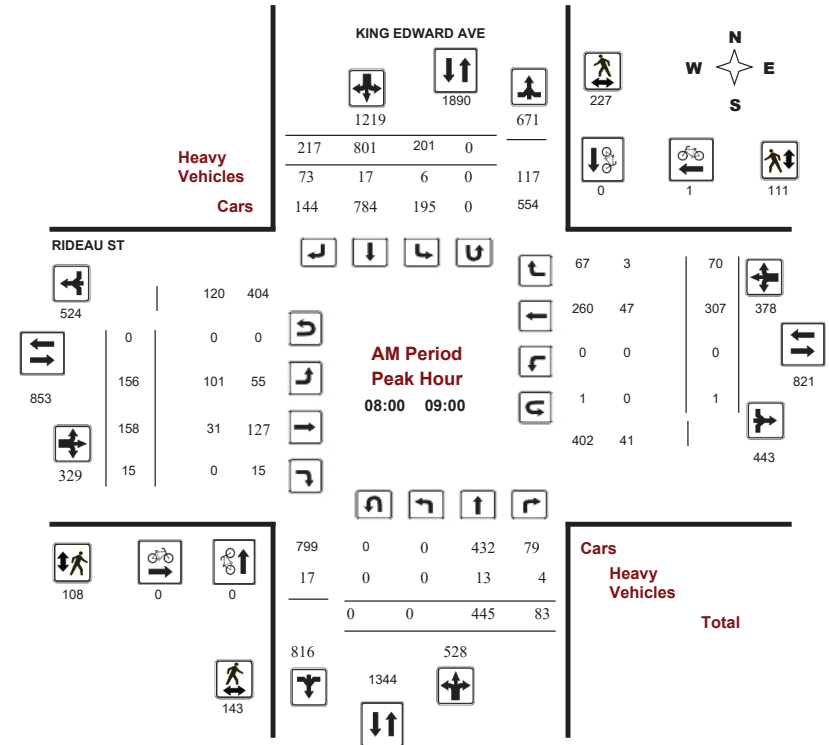 KING EDWARD AVE
N
W E
S
1890
227
1219 671
217 801 201 0
Heavy
Vehicles
73 17 6 0 117
Cars
144 784 195 0 554
0 1 111
RIDEAU ST
524
120 404
67 3 70
378
260 47 307
0 0 0
853
156 101 55
AM Period
Peak Hour
08:00 09:00
0 0 0
821
1 0 1
158 31 127
329
402 41
443
15 0 15
799 0 0 432 79
Cars
17 0 0 13 4
Heavy
Vehicles
108 0 0
0 0 445 83
Total
816 528
1344
143